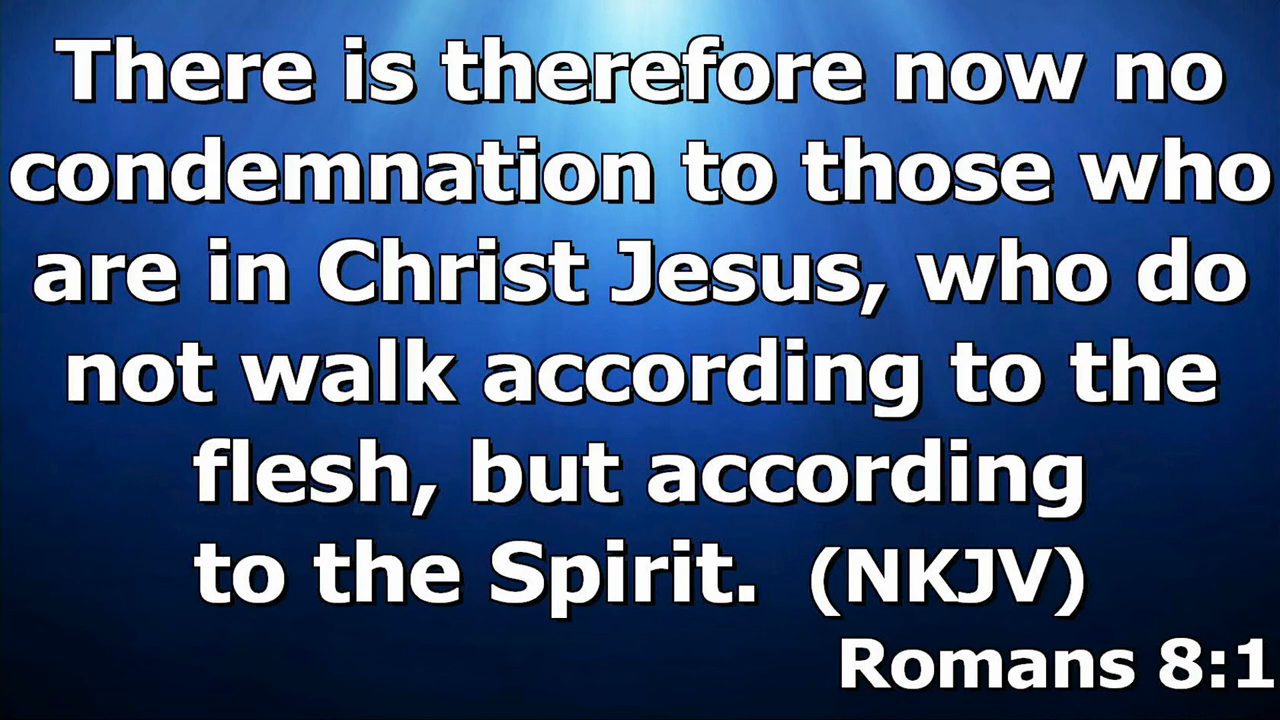 There is therefore now no
condemnation to those who
are in Christ Jesus, who do
not walk according to the
flesh, but according
to the Spirit. (NKJV)
Romans 8:1